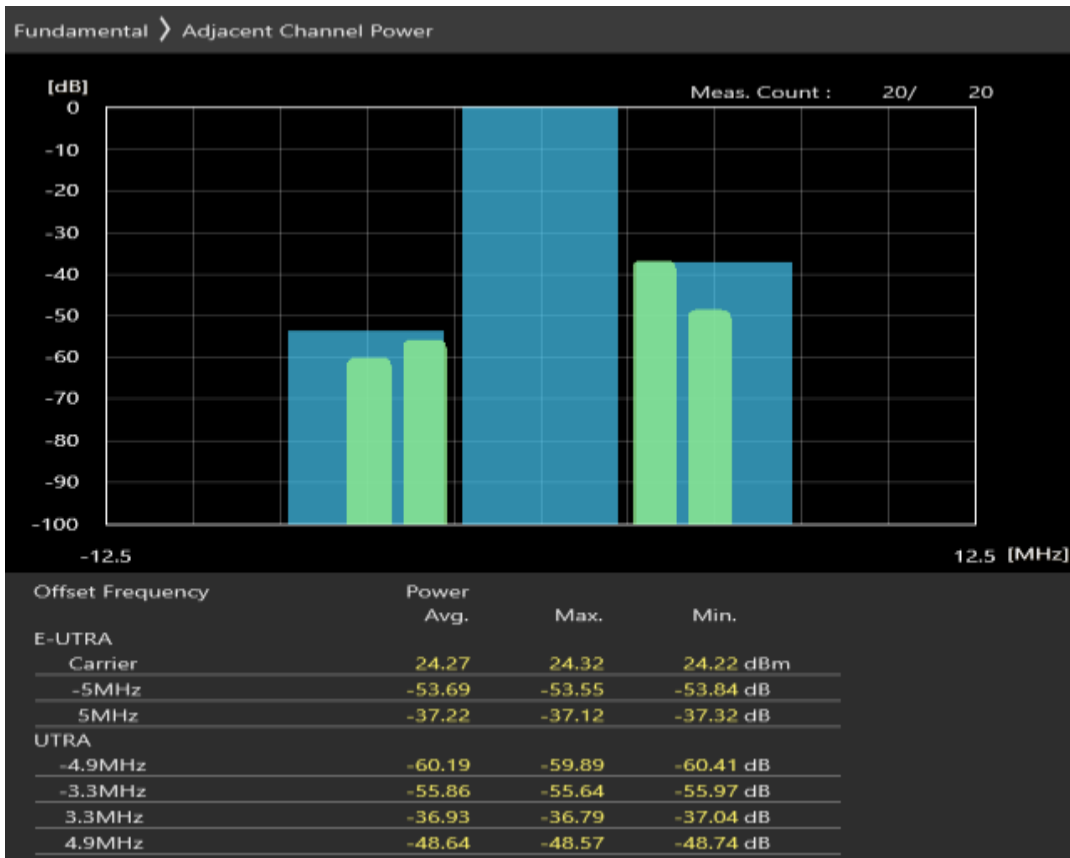 Fundamental ❯ Adjacent Channel Power
[dB]
Meas. Count : 20/ 20
0
-10
-20
-30
-40
-50
-60
-70
-80
-90
-100
-12.5 12.5 [MHz]
Offset Frequency Power
Avg. Max. Min.
E-UTRA
Carrier 24.27 24.32 24.22 dBm
-5MHz -53.69 -53.55 -53.84 dB
5MHz -37.22 -37.12 -37.32 dB
UTRA
-4.9MHz -60.19 -59.89 -60.41 dB
-3.3MHz -55.86 -55.64 -55.97 dB
3.3MHz -36.93 -36.79 -37.04 dB
4.9MHz -48.64 -48.57 -48.74 dB